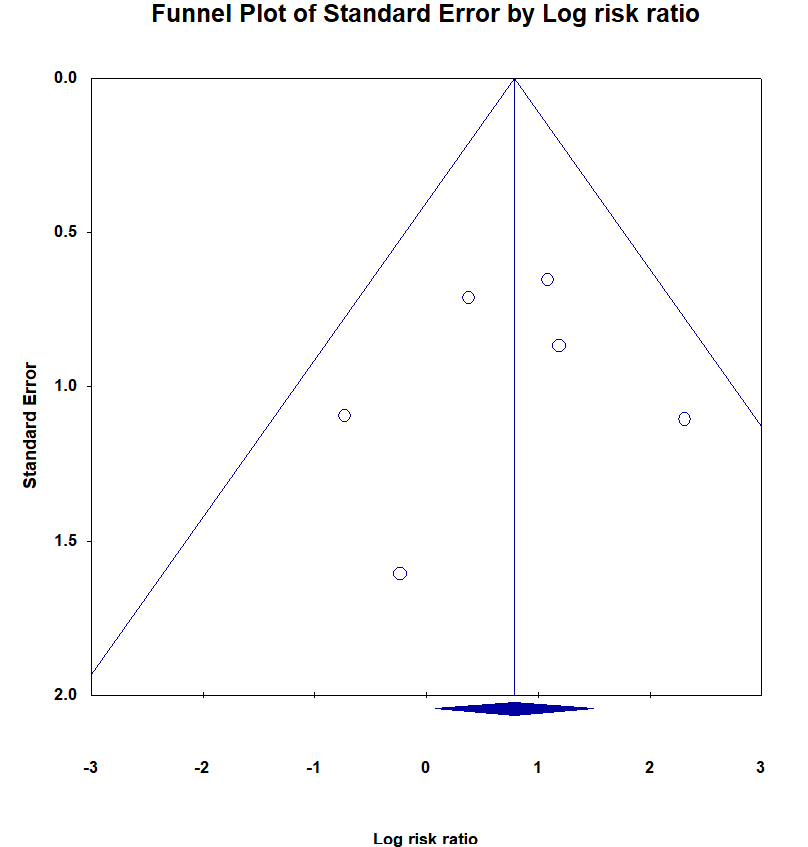 Funnel Plot of Standard Error by Log risk ratio
0.0
0.5
1.0
1.5
2.0
Standard Error
-3 -2 -1 0 1 2 3
Log risk ratio